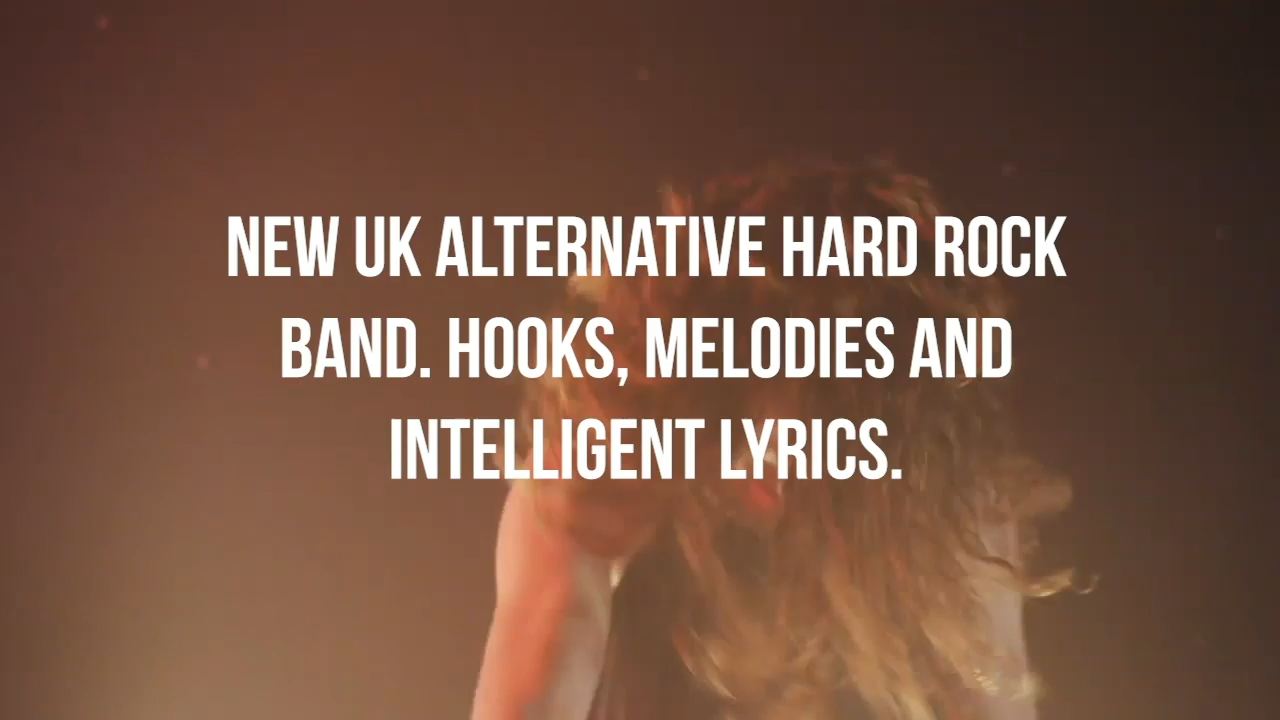 NEW UK ALTERNATIVE HARD ROCK
BAND. HOOKS, MELODIES AND
INTELLIGENT LYRICS.